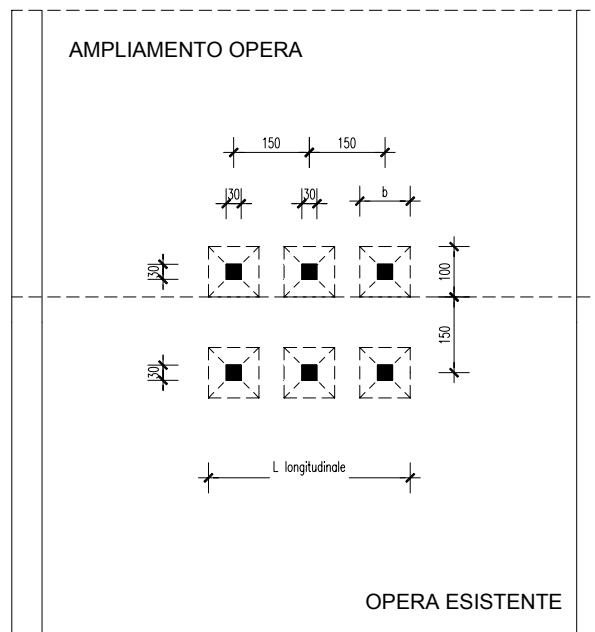 AMPLIAMENTO OPERA
150 150
30 30 b
30 100
150
30
L longitudinale
OPERA ESISTENTE